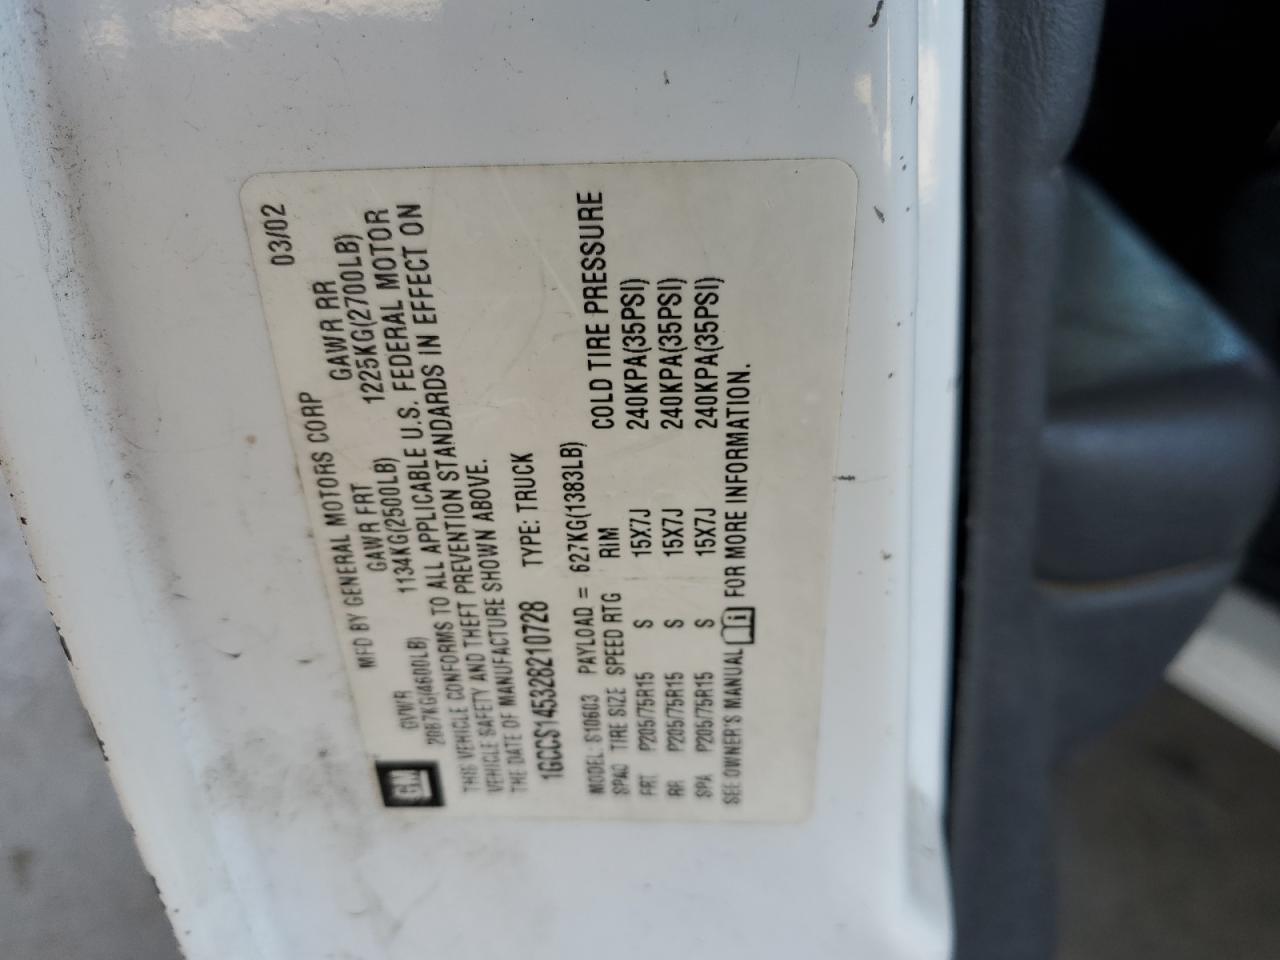 GM
MFD BY GENERAL MOTORS CORP 03/02
GVWR GAWR FRT GAWR RR
2087KG(4600LB) 1134KG(2500LB) 1225KG(2700LB)
THIS VEHICLE CONFORMS TO ALL APPLICABLE U.S. FEDERAL MOTOR
VEHICLE SAFETY AND THEFT PREVENTION STANDARDS IN EFFECT ON
THE DATE OF MANUFACTURE SHOWN ABOVE.
1GCCS145328210728 TYPE: TRUCK
MODEL: S10603 PAYLOAD = 627KG(1383LB)
SPAD TIRE SIZE SPEED RTG RIM COLD TIRE PRESSURE
FRT P205/75R15 S 15X7J 240KPA(35PSI)
RR P205/75R15 S 15X7J 240KPA(35PSI)
SPA P205/75R15 S 15X7J 240KPA(35PSI)
SEE OWNER'S MANUAL i FOR MORE INFORMATION.